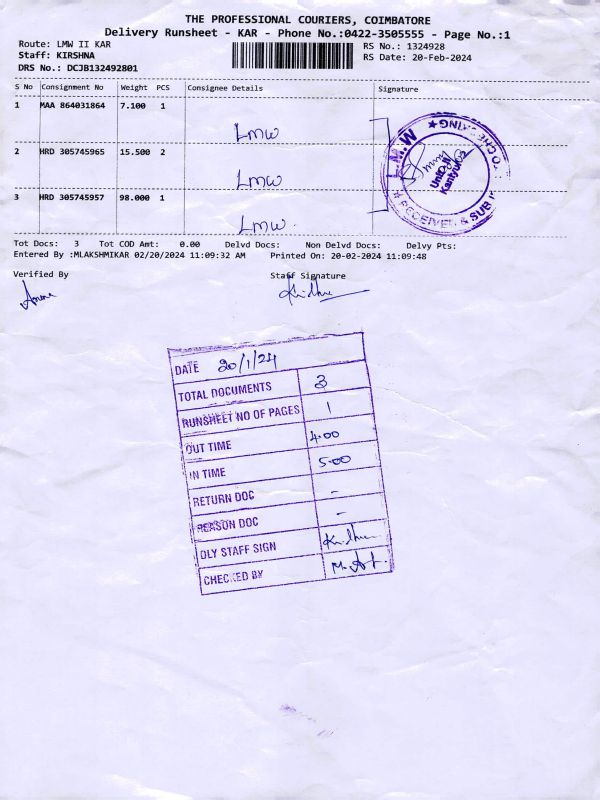 THE PROFESSIONAL COURIERS, COIMBATORE
Delivery Runsheet - KAR - Phone No.:0422-3505555 - Page No.:1
Route: LMW II KAR
RS No.: 1324928
Staff: KIRSHNA
RS Date: 20-Feb-2024
DRS No.: DCJB132492801
S No Consignment No Weight PCS Consignee Details Signature
1 MAA 864031864 7.100 1
LMW
2 HRD 305745965 15.500 2
LMW
3 HRD 305745957 98.000 1
LMW.
L.M.W
RECEIVED & SUB
Unit
Tot Docs: 3 Tot COD Amt: 0.00 Delvd Docs: Non Delvd Docs: Delvy Pts:
Entered By :MLAKSHMIKAR 02/20/2024 11:09:32 AM Printed On: 20-02-2024 11:09:48
Verified By Staff Signature
DATE 20/1/24
TOTAL DOCUMENTS 3
RUNSHEET NO OF PAGES 1
OUT TIME 4.00
IN TIME 5.00
RETURN DOC -
REASON DOC -
DLY STAFF SIGN
CHECKED BY